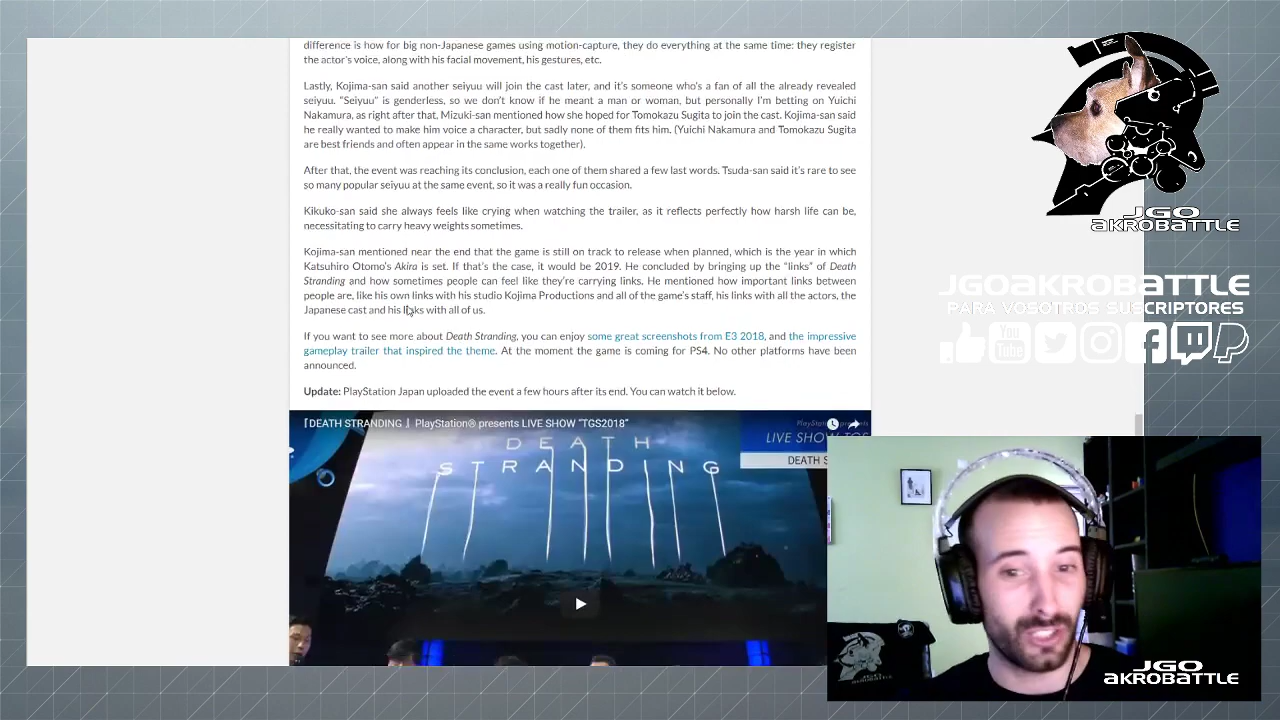 difference is how for big non-Japanese games using motion-capture, they do everything at the same time: they register
the actor's voice, along with his facial movement, his gestures, etc.
Lastly, Kojima-san said another seiyuu will join the cast later, and it's someone who's a fan of all the already revealed
seiyuu. "Seiyuu" is genderless, so we don't know if he meant a man or woman, but personally I'm betting on Yuichi
Nakamura, as right after that, Mizuki-san mentioned how she hoped for Tomokazu Sugita to join the cast. Kojima-san said
he really wanted to make him voice a character, but sadly none of them fits him. (Yuichi Nakamura and Tomokazu Sugita
are best friends and often appear in the same works together).
After that, the event was reaching its conclusion, each one of them shared a few last words. Tsuda-san said it's rare to see
so many popular seiyuu at the same event, so it was a really fun occasion.
Kikuko-san said she always feels like crying when watching the trailer, as it reflects perfectly how harsh life can be,
necessitating to carry heavy weights sometimes.
Kojima-san mentioned near the end that the game is still on track to release when planned, which is the year in which
Katsuhiro Otomo's Akira is set. If that's the case, it would be 2019. He concluded by bringing up the "links" of Death
Stranding and how sometimes people can feel like they're carrying links. He mentioned how important links between
people are, like his own links with his studio Kojima Productions and all of the game's staff, his links with all the actors, the
Japanese cast and his links with all of us.
If you want to see more about Death Stranding, you can enjoy some great screenshots from E3 2018, and the impressive
gameplay trailer that inspired the theme. At the moment the game is coming for PS4. No other platforms have been
announced.
Update: PlayStation Japan uploaded the event a few hours after its end. You can watch it below.
『DEATH STRANDING 』 PlayStation® presents LIVE SHOW "TGS2018"
LIVE SHOW TGS
DEATH S
DEATH
STRANDING
JGO
AKROBATTLE
JGOAKROBATTLE
PARA VOSOTROS SUSCRIPTORES
You
Tube
JGO
AKROBATTLE